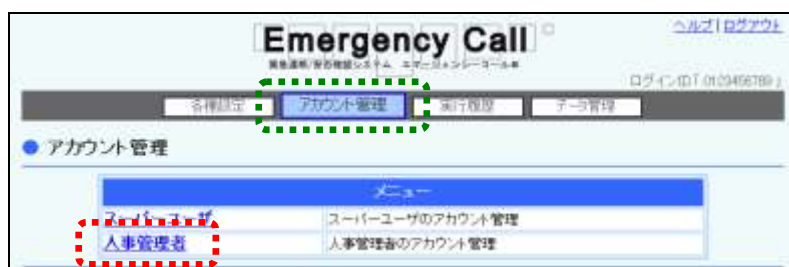 ヘルプ|ログアウト
Emergency Call
緊急連絡/安否確認システム エマージェンシーコール®
ログインID「0123456789」
各種設定 アカウント管理 実行履歴 データ管理
アカウント管理
メニュー
スーパーユーザ スーパーユーザのアカウント管理
人事管理者 人事管理者のアカウント管理